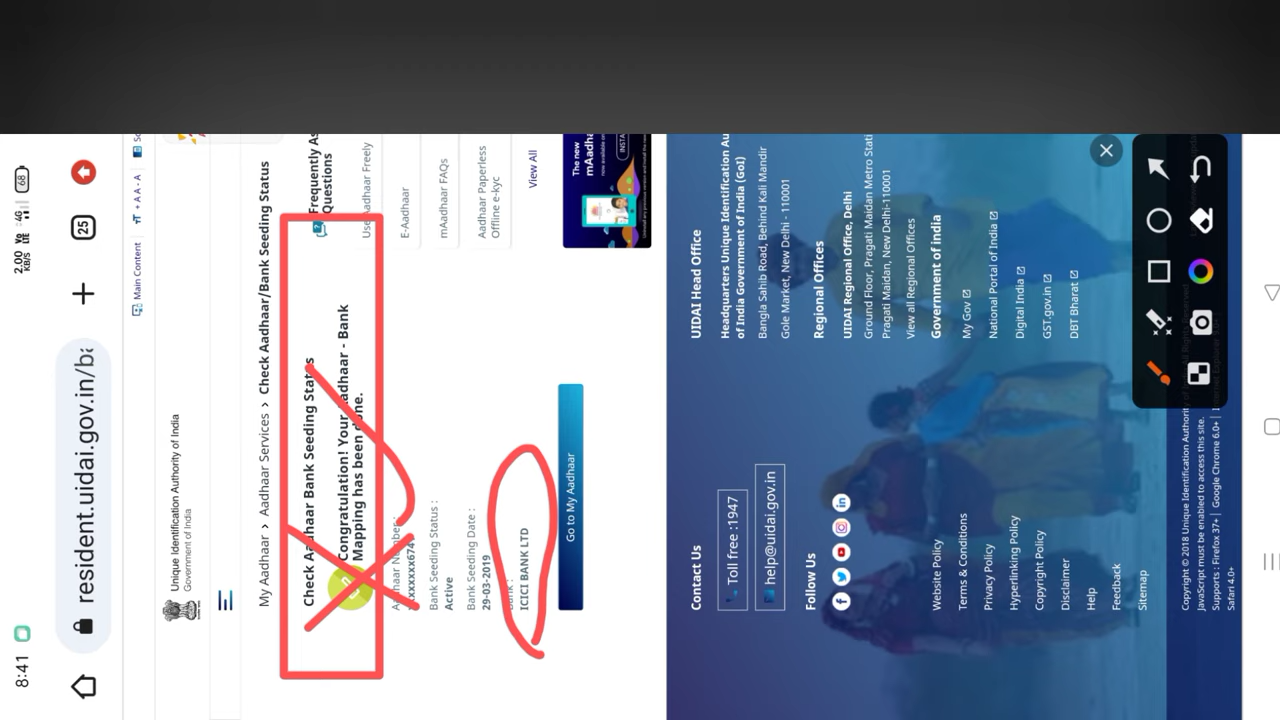 8:41
2.00 KB/S
Vo LTE
4G
68
resident.uidai.gov.in/ba
25
Main Content
+ A A - A
Unique Identification Authority of India
Government of India
My Aadhaar > Aadhaar Services > Check Aadhaar/Bank Seeding Status
Check Aadhaar Bank Seeding Status
Congratulation! Your Aadhaar - Bank
Mapping has been done.
Aadhaar Number :
Bank Seeding Status :
Active
Bank Seeding Date :
29-03-2019
ICICI BANK LTD
Go to My Aadhaar
Frequently As
Questions
Use Aadhaar Freely
E-Aadhaar
mAadhaar FAQs
Aadhaar Paperless
Offline e-kyc
View All
The new
mAadha
INSTA
Contact Us
Toll free :1947
help@uidai.gov.in
Follow Us
Website Policy
Terms & Conditions
Privacy Policy
Hyperlinking Policy
Copyright Policy
Disclaimer
Help
Feedback
Sitemap
UIDAI Head Office
Headquarters Unique Identification Au
of India Government of India (GoI)
Bangla Sahib Road, Behind Kali Mandir
Gole Market, New Delhi - 110001
Regional Offices
UIDAI Regional Office, Delhi
Ground Floor, Pragati Maidan Metro Stati
Pragati Maidan, New Delhi-110001
View all Regional Offices
Government of india
My Gov
National Portal of India
Digital India
GST.gov.in
DBT Bharat
Copyright © 2018 Unique Identification Authority of
JavaScript must be enabled to access this site.
Supports : Firefox 37+ | Google Chrome 6.0+ |
Safari 4.0+